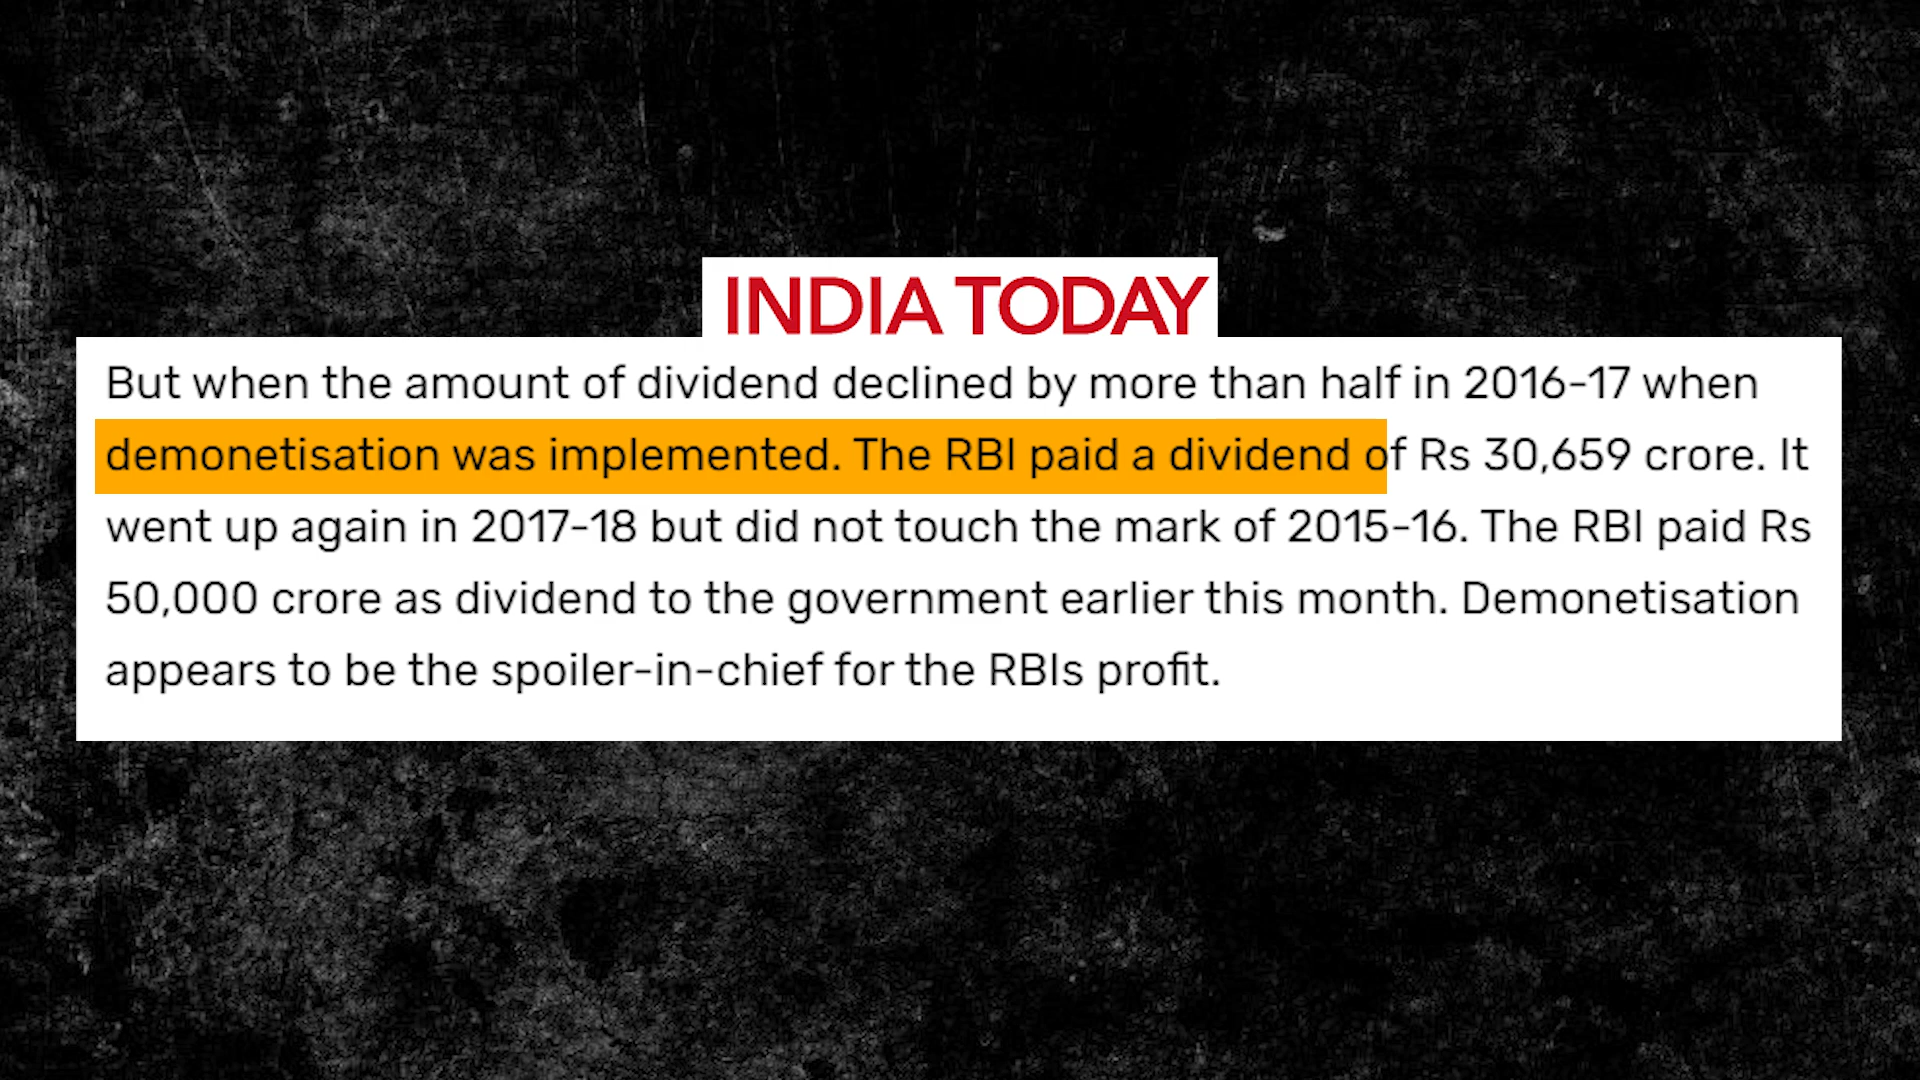 INDIA TODAY
But when the amount of dividend declined by more than half in 2016-17 when
demonetisation was implemented. The RBI paid a dividend of Rs 30,659 crore. It
went up again in 2017-18 but did not touch the mark of 2015-16. The RBI paid Rs
50,000 crore as dividend to the government earlier this month. Demonetisation
appears to be the spoiler-in-chief for the RBIs profit.